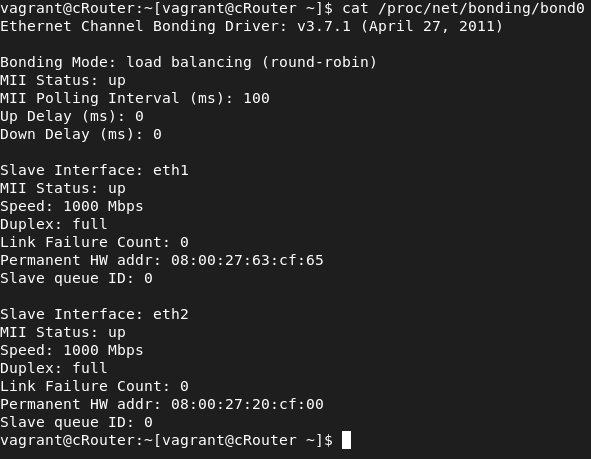 vagrant@cRouter:~[vagrant@cRouter ~]$ cat /proc/net/bonding/bond0
Ethernet Channel Bonding Driver: v3.7.1 (April 27, 2011)

Bonding Mode: load balancing (round-robin)
MII Status: up
MII Polling Interval (ms): 100
Up Delay (ms): 0
Down Delay (ms): 0

Slave Interface: eth1
MII Status: up
Speed: 1000 Mbps
Duplex: full
Link Failure Count: 0
Permanent HW addr: 08:00:27:63:cf:65
Slave queue ID: 0

Slave Interface: eth2
MII Status: up
Speed: 1000 Mbps
Duplex: full
Link Failure Count: 0
Permanent HW addr: 08:00:27:20:cf:00
Slave queue ID: 0
vagrant@cRouter:~[vagrant@cRouter ~]$